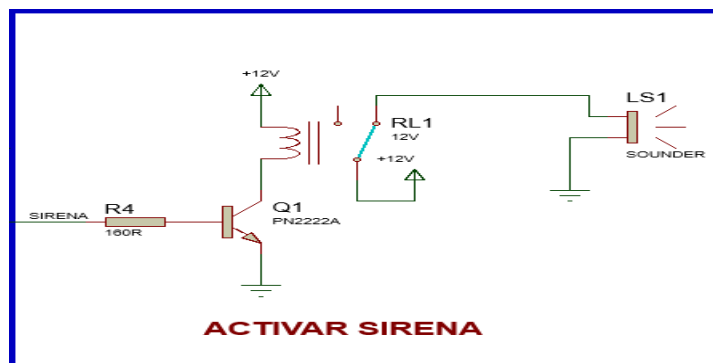 +12V
RL1
12V
+12V
LS1
SOUNDER
SIRENA
R4
160R
Q1
PN2222A
ACTIVAR SIRENA